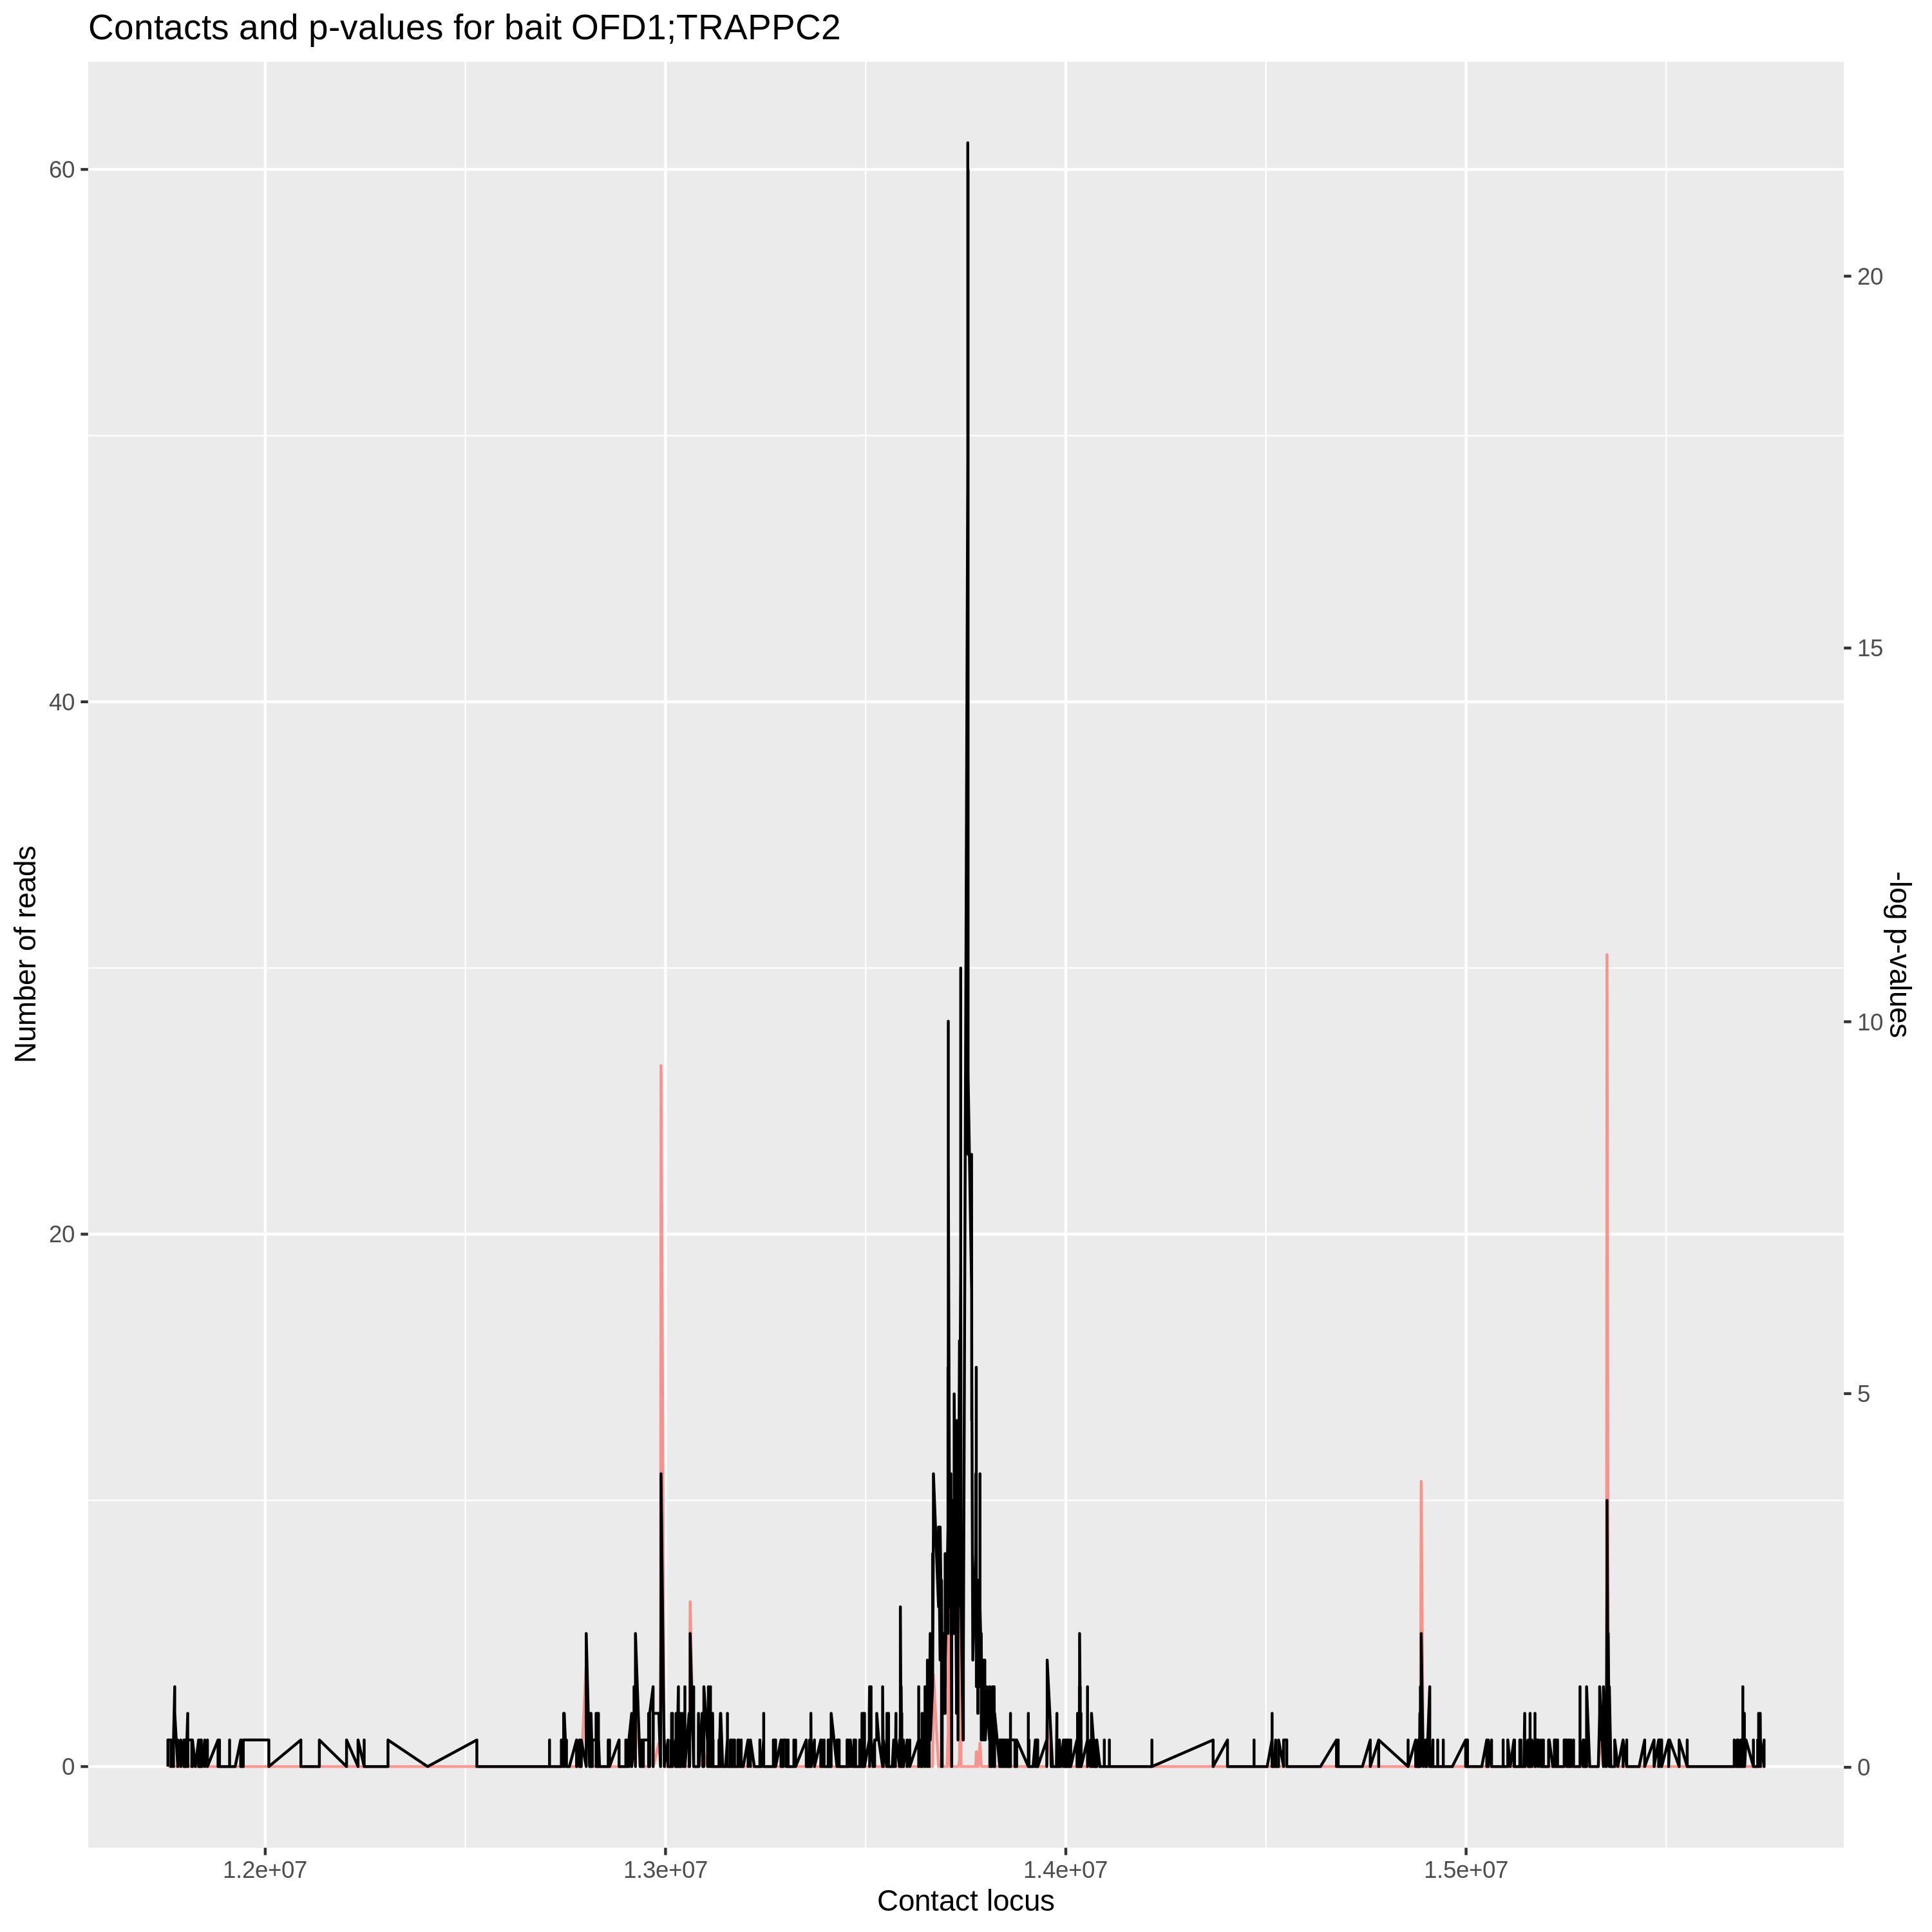 Contacts and p-values for bait OFD1;TRAPPC2
60
40
20
0
Number of reads
20
15
10
5
0
-log p-values
1.2e+07
1.3e+07
1.4e+07
1.5e+07
Contact locus